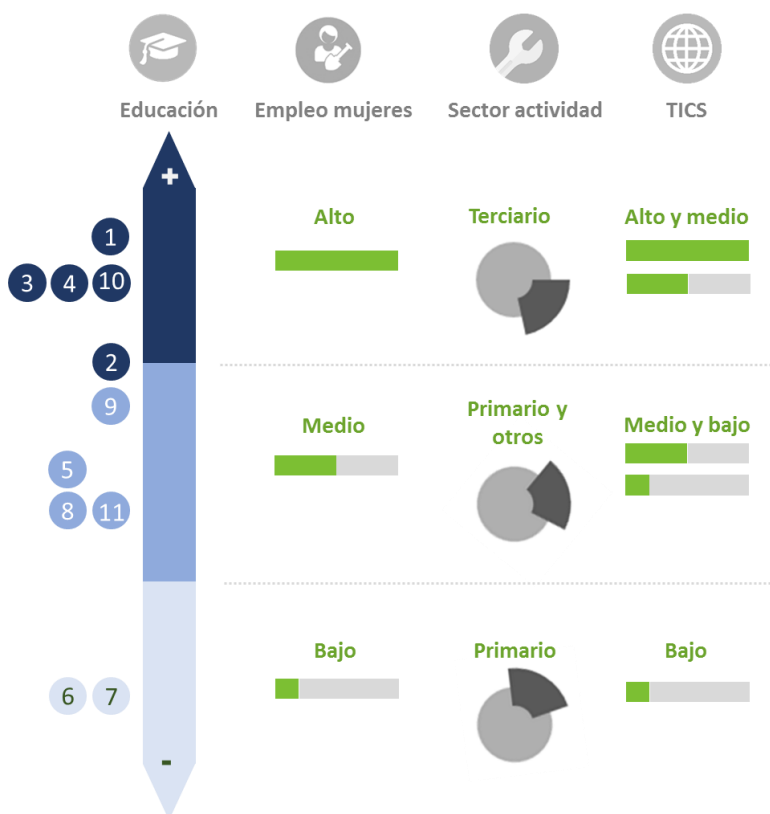 Educación
Empleo mujeres
Sector actividad
TICS
+
Alto
Terciario
Alto y medio
1
3 4 10
2
9
Medio
Primario y
otros
Medio y bajo
5
8 11
Bajo
Primario
Bajo
6 7
-